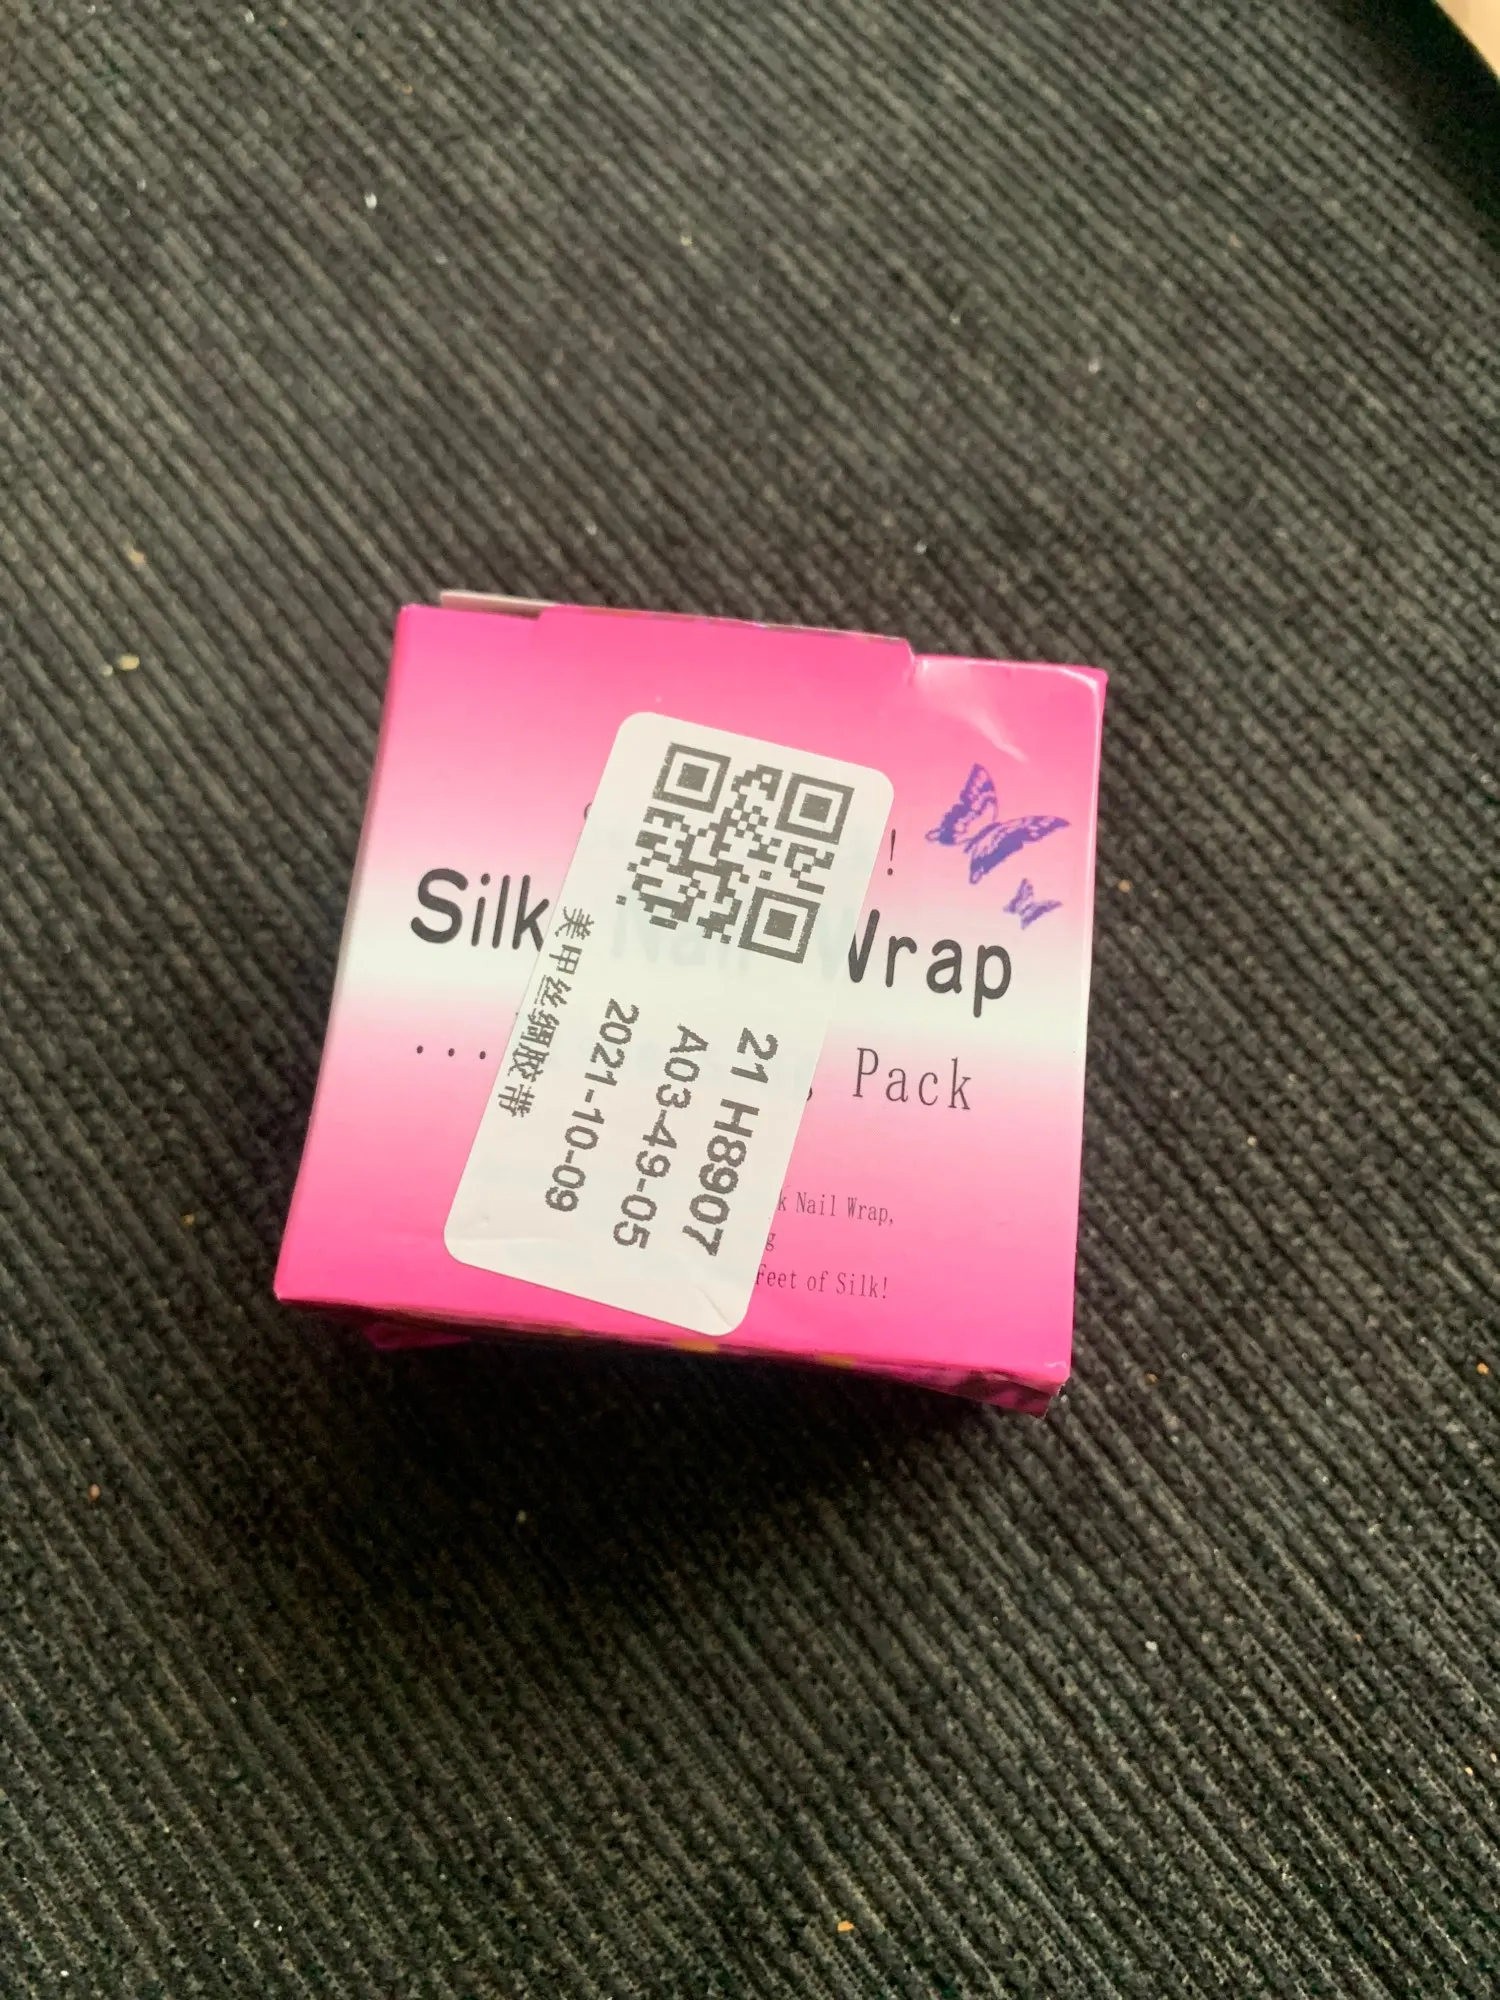 !
Silk Nail Wrap
... Pack
Nail Wrap,
Feet of Silk!
21 H8907
A03-49-05
2021-10-09
美甲丝绸胶带